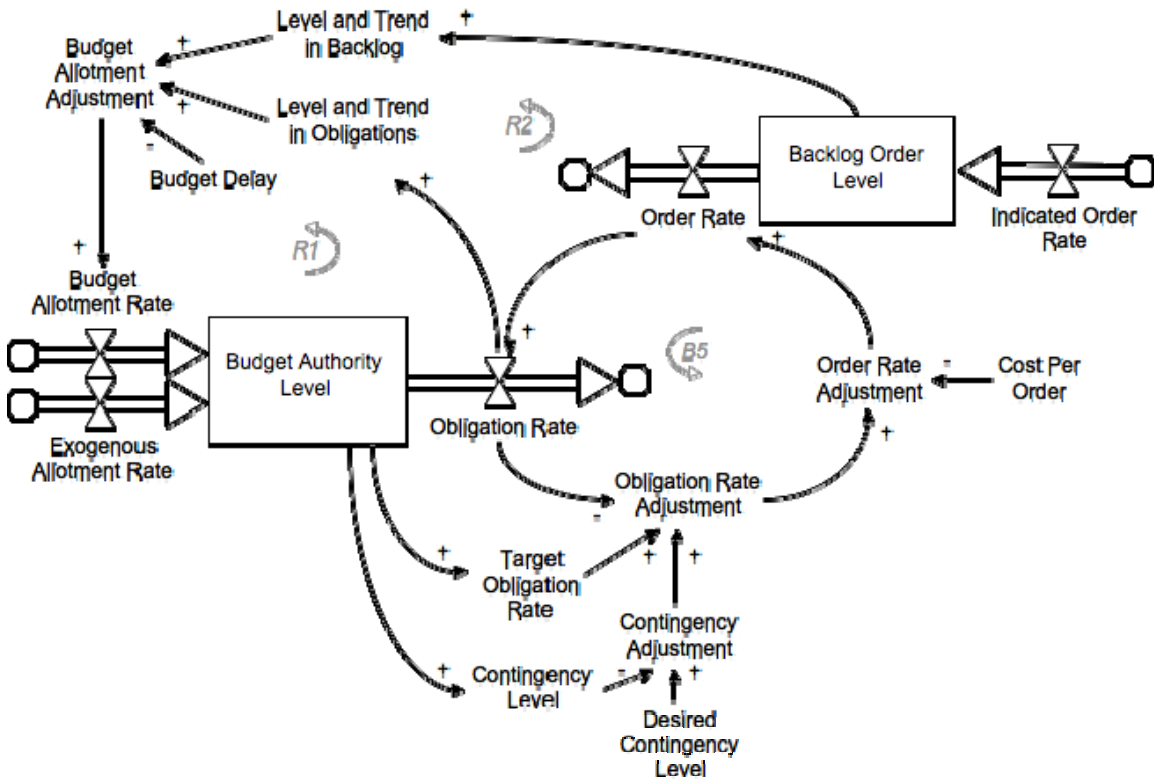 Level and Trend
in Backlog
+
+
Budget
Allotment
Adjustment
+
Level and Trend
in Obligations
-
Budget Delay
R2
Backlog Order
Level
+
Order Rate
+
Indicated Order
Rate
R1
+
Budget
Allotment Rate
+
B5
Budget Authority
Level
Order Rate
Adjustment
-
Cost Per
Order
Obligation Rate
Exogenous
Allotment Rate
+
Obligation Rate
Adjustment
-
+
Target
Obligation
Rate
+
+
Contingency
Adjustment
+
Contingency
Level
-
+
Desired
Contingency
Level